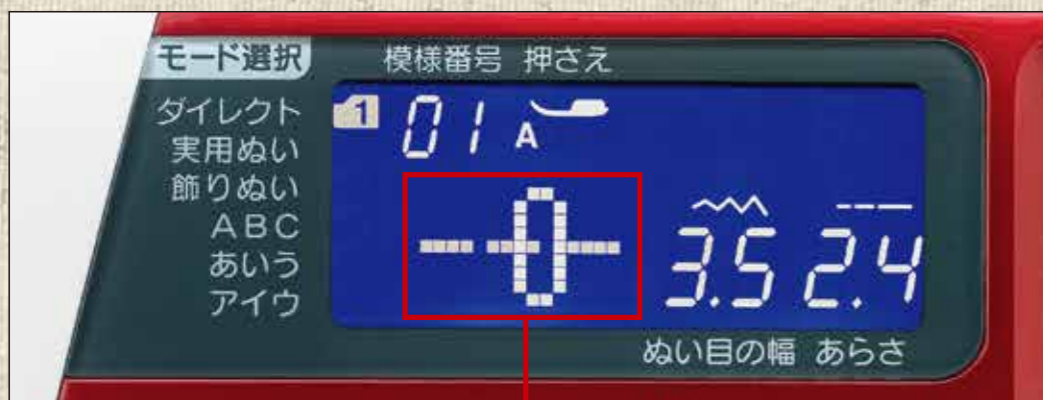 モード選択
模様番号 押さえ
ダイレクト
実用ぬい
飾りぬい
ABC
あいう
アイウ
1 01 A
3.5 2.4
ぬい目の幅 あらさ